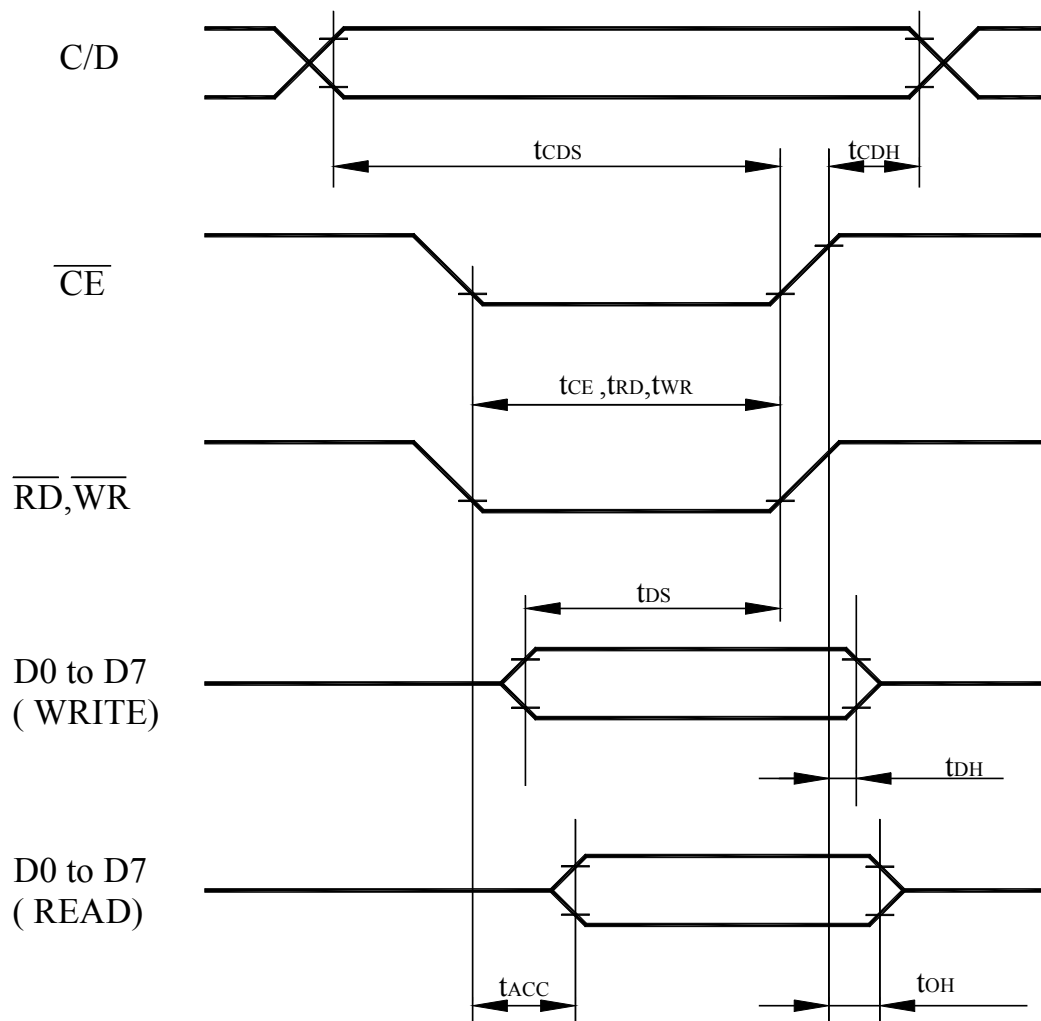 C/D
tCDS
tCDH
CE
tCE ,tRD,tWR
RD,WR
tDS
D0 to D7
( WRITE)
tDH
D0 to D7
( READ)
tACC
tOH